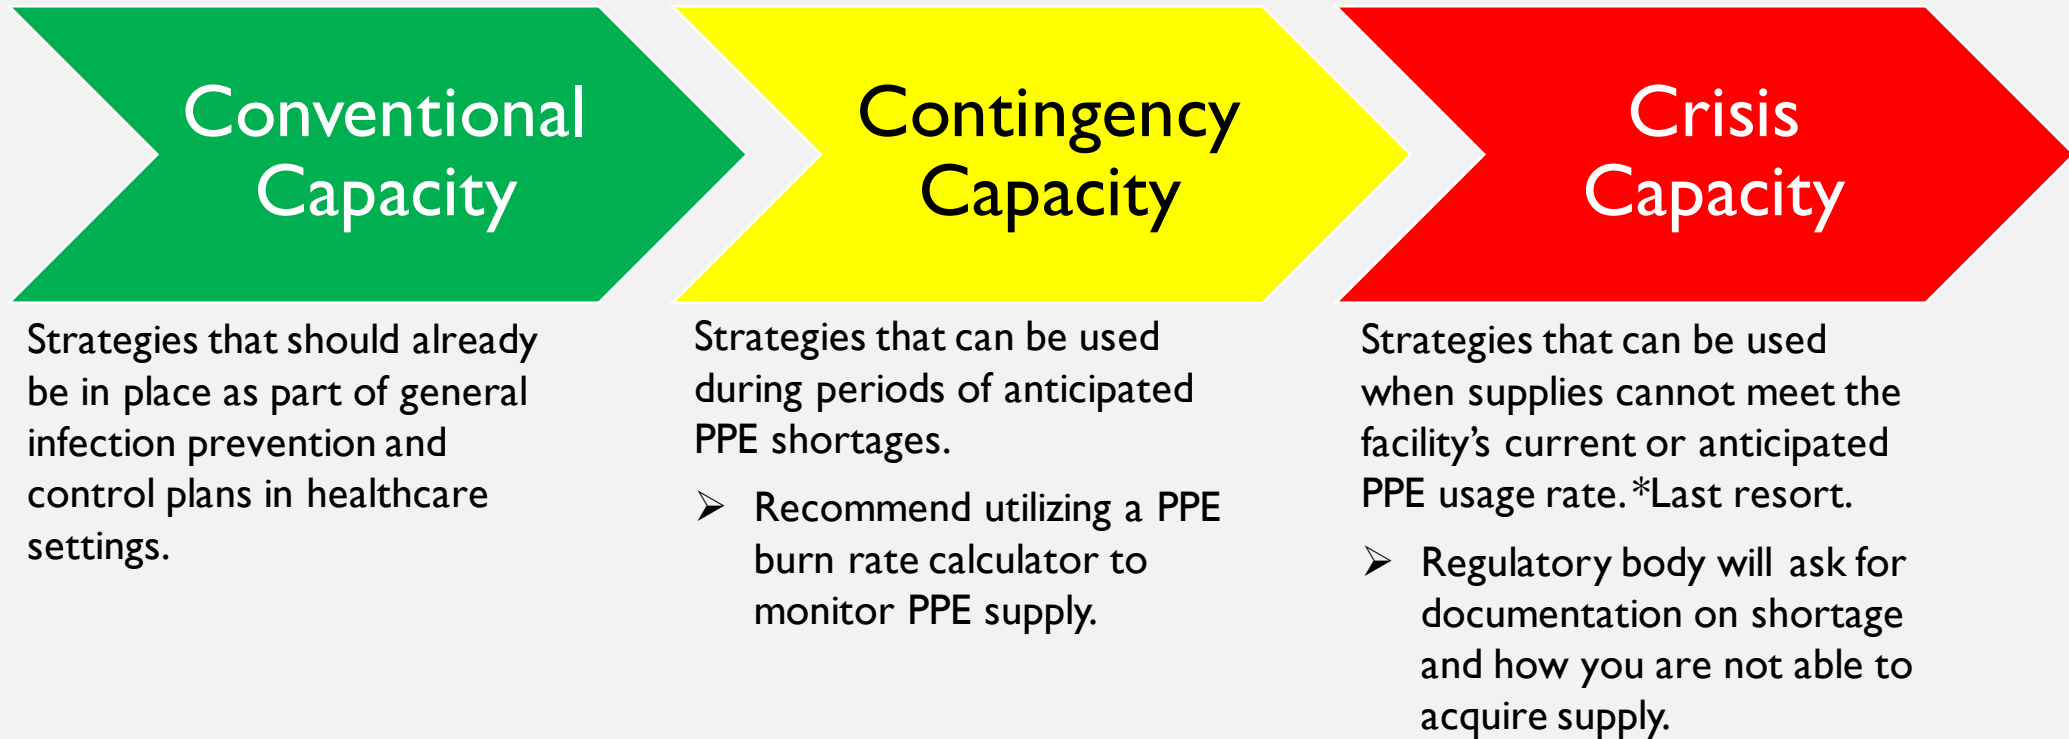 Conventional
Capacity
Strategies that should already
be in place as part of general
infection prevention and
control plans in healthcare
settings.
Contingency
Capacity
Strategies that can be used
during periods of anticipated
PPE shortages.
➢ Recommend utilizing a PPE
burn rate calculator to
monitor PPE supply.
Crisis
Capacity
Strategies that can be used
when supplies cannot meet the
facility’s current or anticipated
PPE usage rate. *Last resort.
➢ Regulatory body will ask for
documentation on shortage
and how you are not able to
acquire supply.